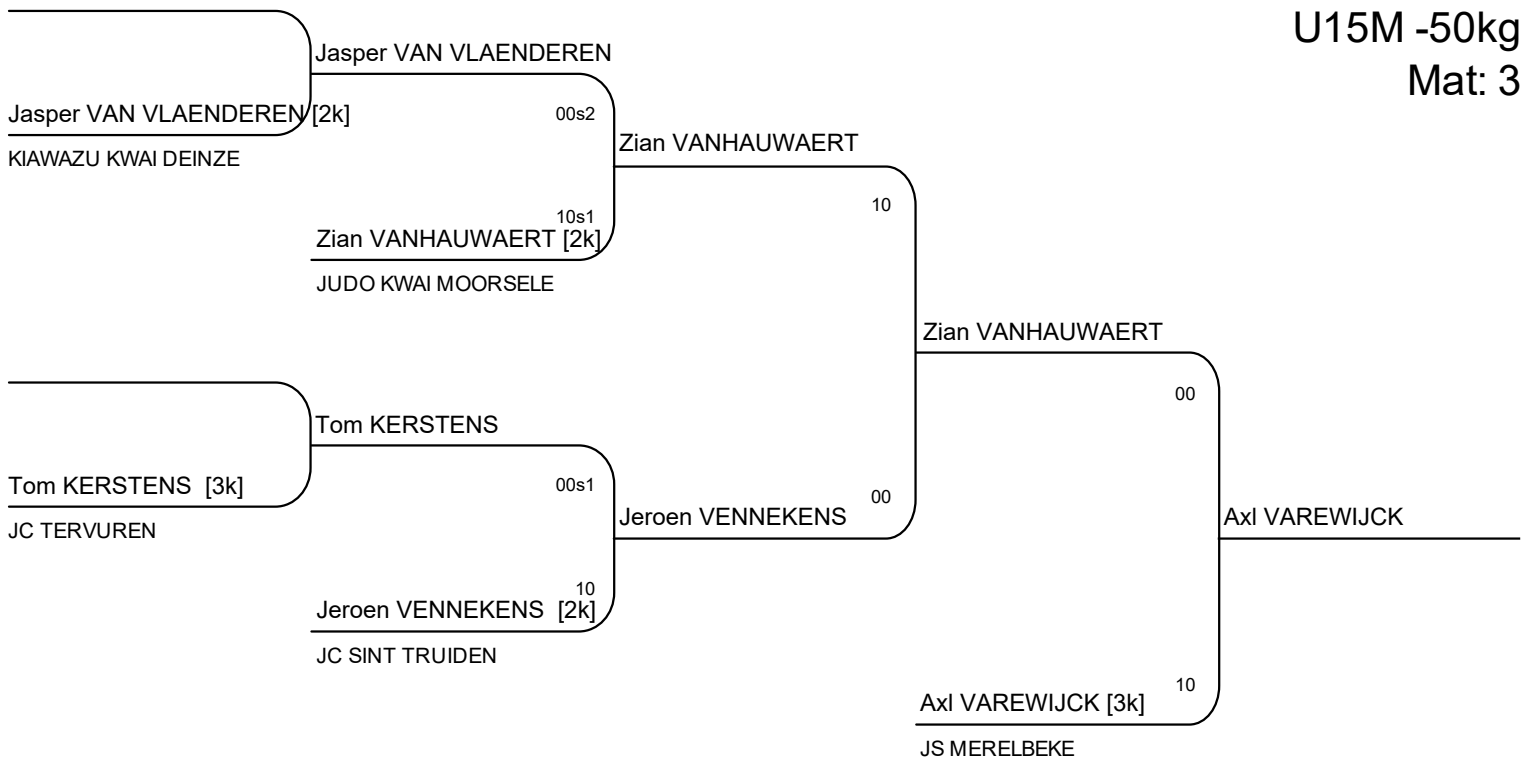 U15M -50kg
Mat: 3
Jasper VAN VLAENDEREN
Jasper VAN VLAENDEREN [2k]
KIAWAZU KWAI DEINZE
00s2
Zian VANHAUWAERT
10
10s1
Zian VANHAUWAERT [2k]
JUDO KWAI MOORSELE
Zian VANHAUWAERT
00
Tom KERSTENS
Tom KERSTENS [3k]
JC TERVUREN
00s1
Jeroen VENNEKENS
00
Axl VAREWIJCK
10
Jeroen VENNEKENS [2k]
JC SINT TRUIDEN
10
Axl VAREWIJCK [3k]
JS MERELBEKE